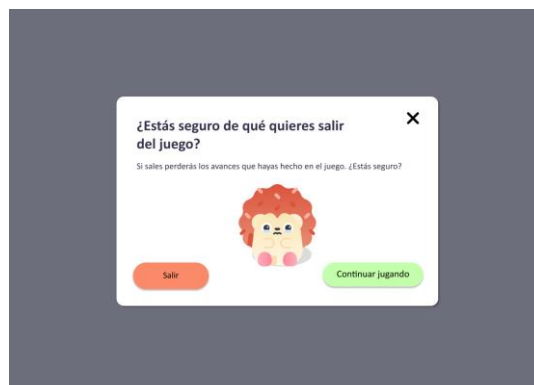 ¿Estás seguro de qué quieres salir
del juego?
Si sales perderás los avances que hayas hecho en el juego. ¿Estás seguro?
Salir
Continuar jugando